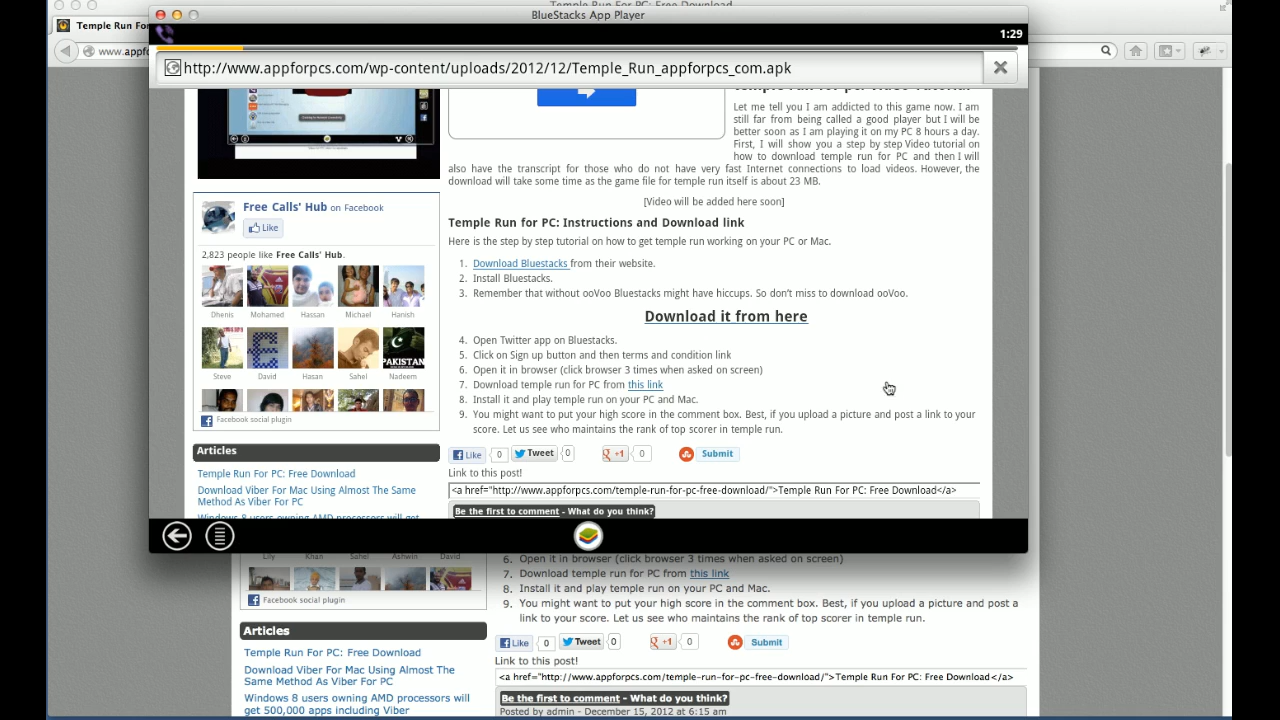 Temple Run For PC: Free Download
Temple Run Fo
BlueStacks App Player
1:29
www.appfo
http://www.appforpcs.com/wp-content/uploads/2012/12/Temple_Run_appforpcs_com.apk
Let me tell you I am addicted to this game now. I am
still far from being called a good player but I will be
better soon as I am playing it on my PC 8 hours a day.
First, I will show you a step by step Video tutorial on
how to download temple run for PC and then I will
also have the transcript for those who do not have very fast Internet connections to load videos. However, the
download will take some time as the game file for temple run itself is about 23 MB.
[Video will be added here soon]
Free Calls' Hub on Facebook
Like
2,823 people like Free Calls' Hub.
Dhenis Mohamed Hassan Michael Hanish
Steve David Hasan Sahel Nadeem
PAKISTAN
Facebook social plugin
Temple Run for PC: Instructions and Download link
Here is the step by step tutorial on how to get temple run working on your PC or Mac.
1. Download Bluestacks from their website.
2. Install Bluestacks.
3. Remember that without ooVoo Bluestacks might have hiccups. So don't miss to download ooVoo.
Download it from here
4. Open Twitter app on Bluestacks.
5. Click on Sign up button and then terms and condition link
6. Open it in browser (click browser 3 times when asked on screen)
7. Download temple run for PC from this link
8. Install it and play temple run on your PC and Mac.
9. You might want to put your high score in the comment box. Best, if you upload a picture and post a link to your
score. Let us see who maintains the rank of top scorer in temple run.
Articles
Temple Run For PC: Free Download
Download Viber For Mac Using Almost The Same
Method As Viber For PC
Windows 8 users owning AMD processors will get
Like 0 Tweet 0 +1 0 Submit
Link to this post!
<a href="http://www.appforpcs.com/temple-run-for-pc-free-download/">Temple Run For PC: Free Download</a>
Be the first to comment - What do you think?
Lily Khan Sahel Ashwin David
Facebook social plugin
6. Open it in browser (click browser 3 times when asked on screen)
7. Download temple run for PC from this link
8. Install it and play temple run on your PC and Mac.
9. You might want to put your high score in the comment box. Best, if you upload a picture and post a
link to your score. Let us see who maintains the rank of top scorer in temple run.
Articles
Temple Run For PC: Free Download
Download Viber For Mac Using Almost The
Same Method As Viber For PC
Windows 8 users owning AMD processors will
get 500,000 apps including Viber
Like 0 Tweet 0 +1 0 Submit
Link to this post!
<a href="http://www.appforpcs.com/temple-run-for-pc-free-download/">Temple Run For PC: Free Download</a>
Be the first to comment - What do you think?
Posted by admin - December 15, 2012 at 6:15 am